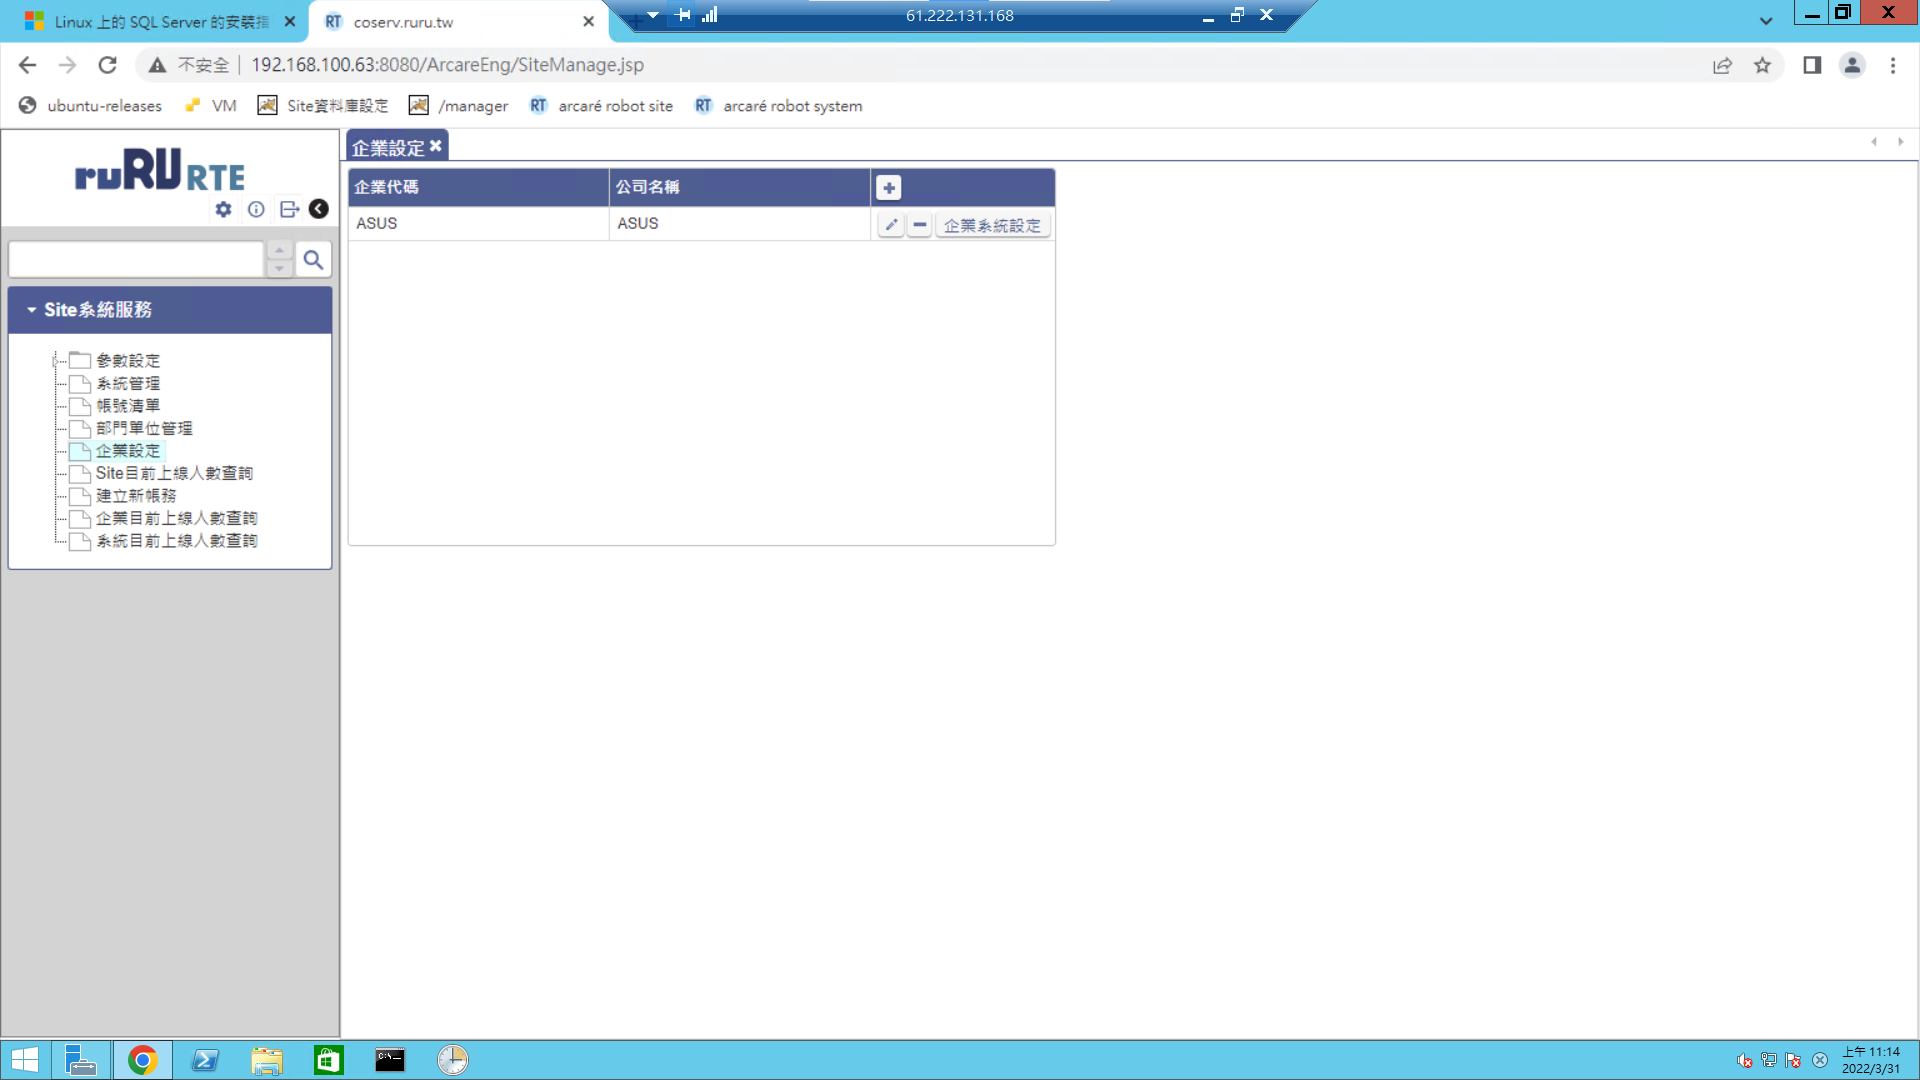 Linux 上的 SQL Server 的安裝指
coserv.ruru.tw
61.222.131.168
不安全
192.168.100.63:8080/ArcareEng/SiteManage.jsp
ubuntu-releases
VM
Site資料庫設定
/manager
RT arcaré robot site
RT arcaré robot system
ruRU RTE
企業設定
企業代碼 公司名稱
ASUS ASUS 企業系統設定
Site系統服務
參數設定
系統管理
帳號清單
部門單位管理
企業設定
Site目前上線人數查詢
建立新帳務
企業目前上線人數查詢
系統目前上線人數查詢
上午 11:14
2022/3/31